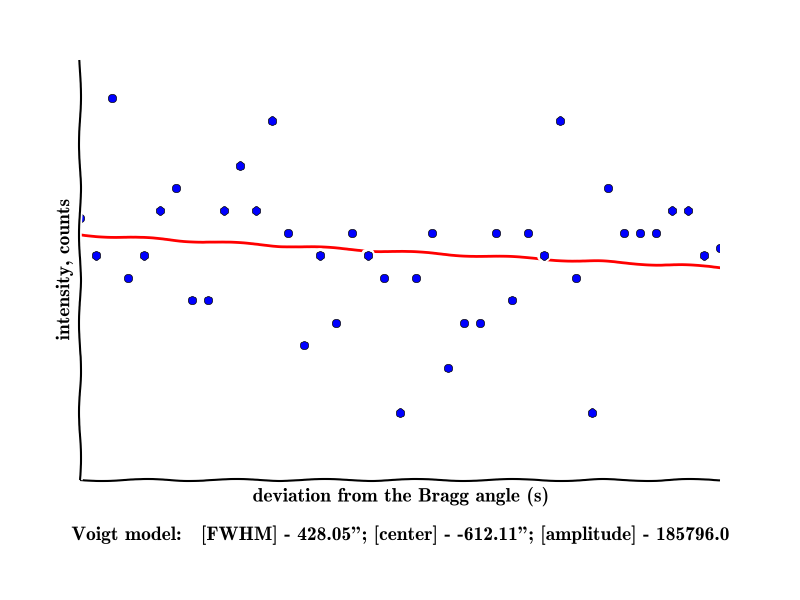 intensity, counts
deviation from the Bragg angle (s)
Voigt model: [FWHM] - 428.05”; [center] - -612.11”; [amplitude] - 185796.0